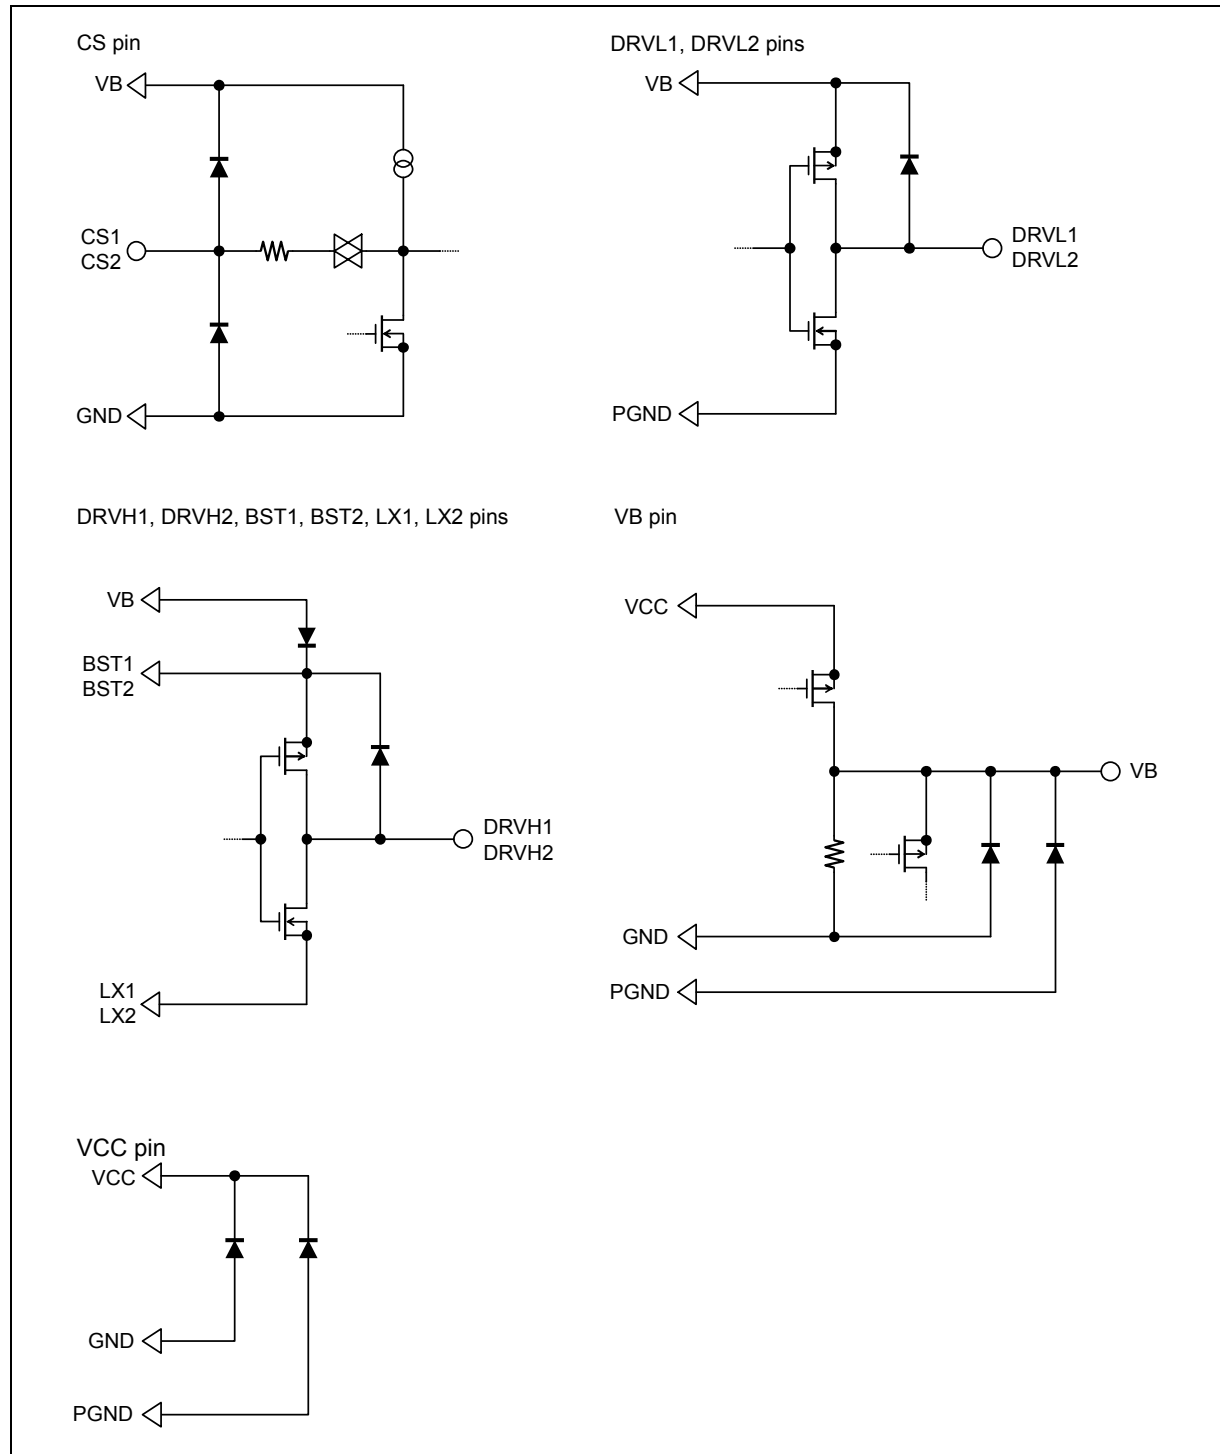 CS pin
VB
CS1
CS2
GND
DRVL1, DRVL2 pins
VB
DRVL1
DRVL2
PGND
DRVH1, DRVH2, BST1, BST2, LX1, LX2 pins
VB
BST1
BST2
DRVH1
DRVH2
LX1
LX2
VB pin
VCC
VB
GND
PGND
VCC pin
VCC
GND
PGND